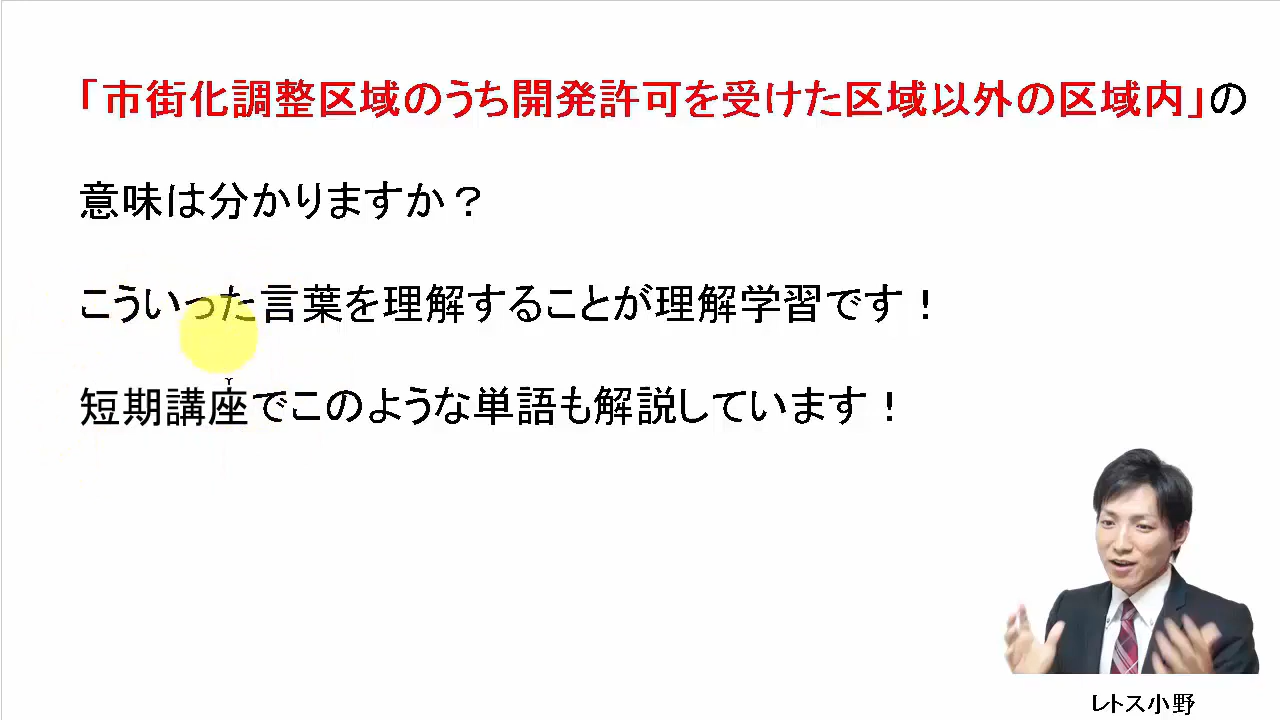 「市街化調整区域のうち開発許可を受けた区域以外の区域内」の
意味は分かりますか？
こういった言葉を理解することが理解学習です！
短期講座でこのような単語も解説しています！
レトス小野